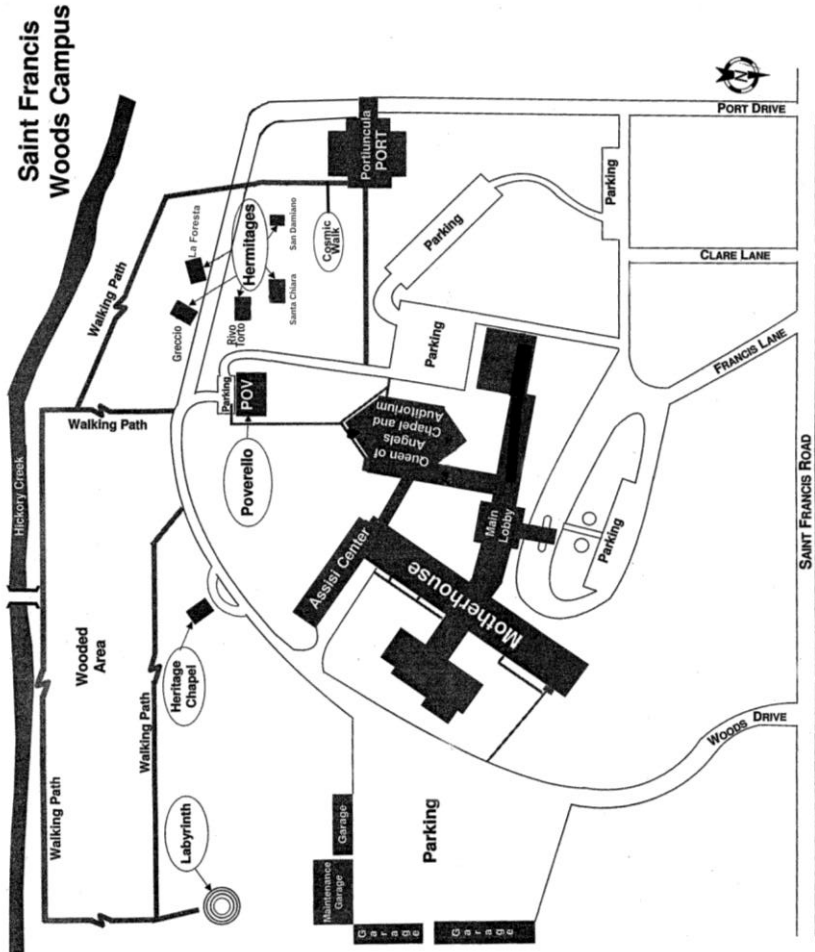 Saint Francis
Woods Campus
Hickory Creek
Walking Path
Walking Path
Walking Path
Walking Path
Wooded
Area
La Foresta
Greccio
Hermitages
Rivo
Torto
Santa Chiara
San Damiano
Cosmic
Walk
Portiuncula
PORT
Parking
POV
Poverello
Heritage
Chapel
Labyrinth
Queen of
Angels
Chapel and
Auditorium
Assisi Center
Motherhouse
Main
Lobby
Parking
Parking
Parking
Parking
Parking
Garage
Maintenance
Garage
Garage
Garage
N
PORT DRIVE
CLARE LANE
FRANCIS LANE
WOODS DRIVE
SAINT FRANCIS ROAD